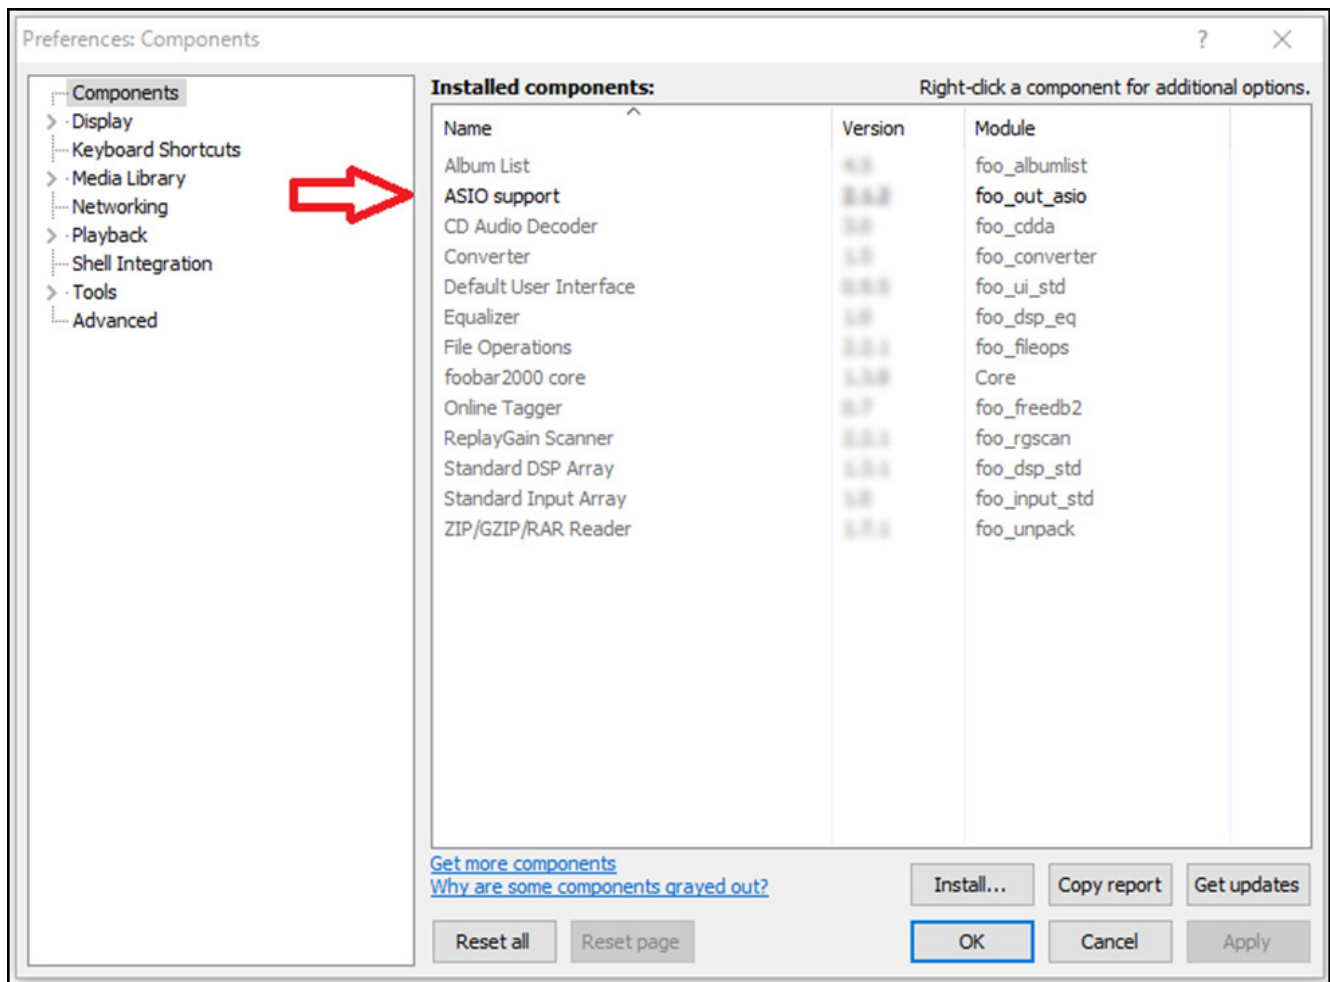 Preferences: Components
?
Components
Display
Keyboard Shortcuts
Media Library
Networking
Playback
Shell Integration
Tools
Advanced
Installed components: Right-click a component for additional options.
Name Version Module
Album List foo_albumlist
ASIO support foo_out_asio
CD Audio Decoder foo_cdda
Converter foo_converter
Default User Interface foo_ui_std
Equalizer foo_dsp_eq
File Operations foo_fileops
foobar2000 core Core
Online Tagger foo_freedb2
ReplayGain Scanner foo_rgscan
Standard DSP Array foo_dsp_std
Standard Input Array foo_input_std
ZIP/GZIP/RAR Reader foo_unpack
Get more components
Why are some components grayed out?
Install... Copy report Get updates
Reset all Reset page OK Cancel Apply